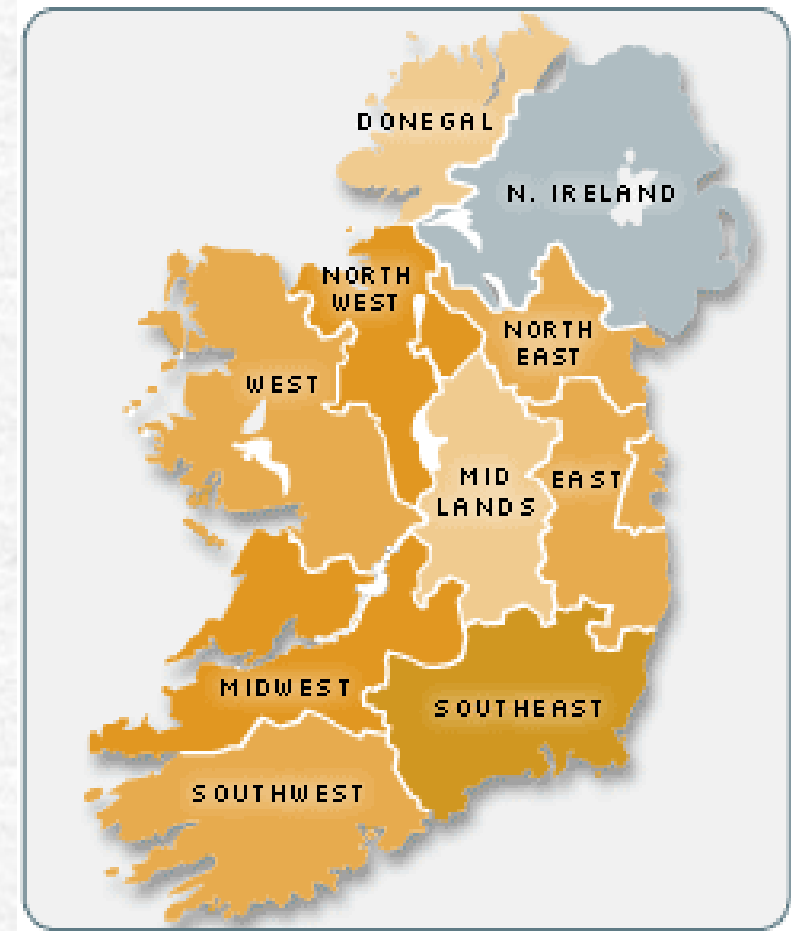 DONEGAL
N. IRELAND
NORTH
WEST
NORTH
EAST
WEST
MID
LANDS
EAST
MIDWEST
SOUTHEAST
SOUTHWEST